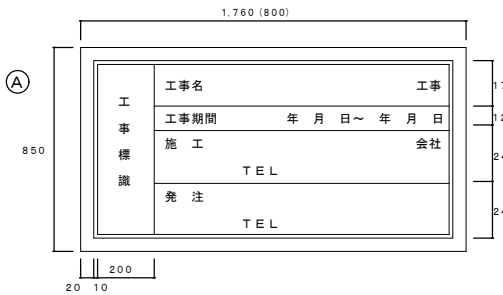 1,760 (800)
A
850
工事標識
工事名 工事
工事期間 年 月 日～ 年 月 日
施 工 会社
TEL
発 注
TEL
200
20 10